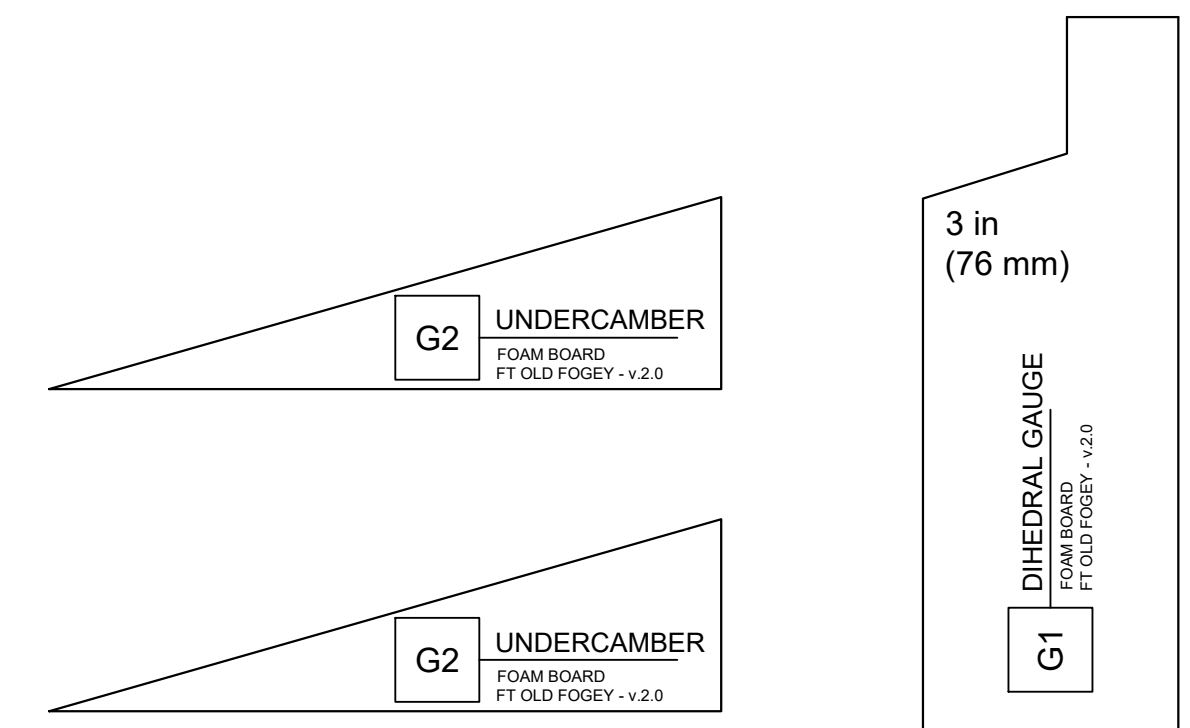 G2
UNDERCAMBER
FOAM BOARD
FT OLD FOGEY - v.2.0
G2
UNDERCAMBER
FOAM BOARD
FT OLD FOGEY - v.2.0
3 in
(76 mm)
G1
DIHEDRAL GAUGE
FOAM BOARD
FT OLD FOGEY - v.2.0